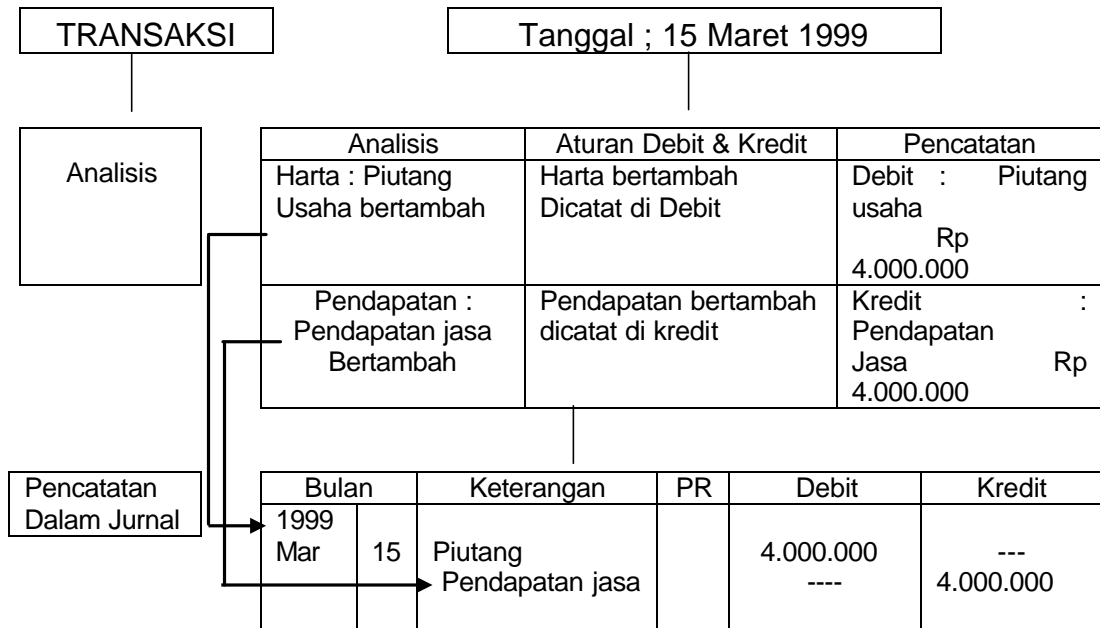 TRANSAKSI
Tanggal ; 15 Maret 1999
Analisis
Analisis Aturan Debit & Kredit Pencatatan
Harta : Piutang
Usaha bertambah
Harta bertambah
Dicatat di Debit
Debit : Piutang
usaha
Rp
4.000.000
Pendapatan :
Pendapatan jasa
Bertambah
Pendapatan bertambah
dicatat di kredit
Kredit :
Pendapatan
Jasa Rp
4.000.000
Pencatatan
Dalam Jurnal
Bulan Keterangan PR Debit Kredit
1999
Mar 15 Piutang 4.000.000 ---
Pendapatan jasa ---- 4.000.000